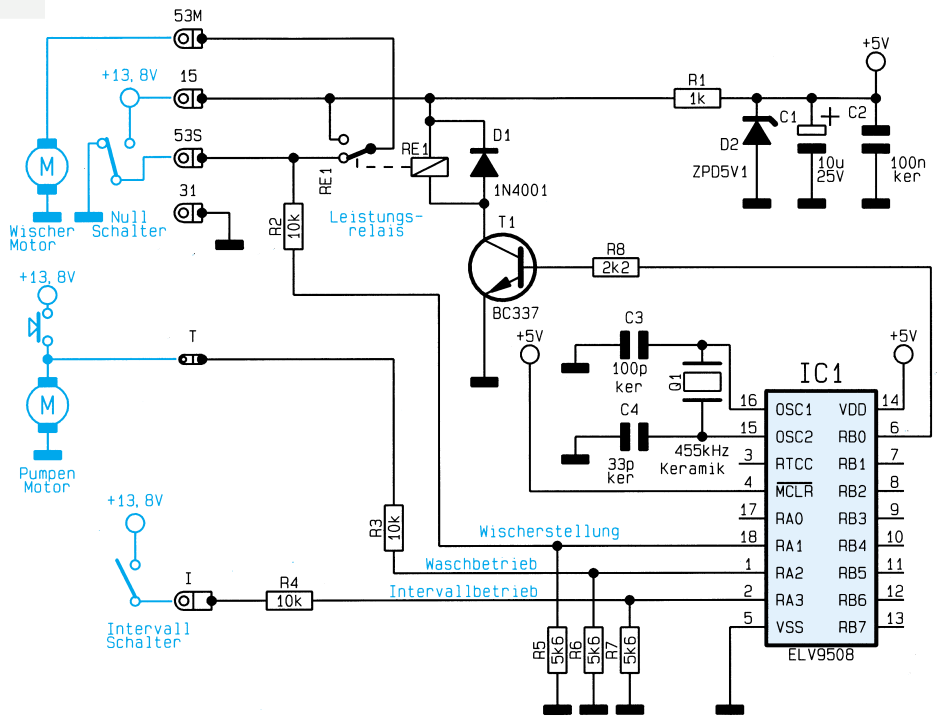 53M
+5V
+13,8V
15
R1
1k
C1
+
C2
D2
ZPD5V1
10u
25V
100n
ker
M
53S
RE1
RE1
D1
1N4001
31
Wischer
Motor
Null
Schalter
R2
10k
Leistungs-
relais
T1
BC337
R8
2k2
+13,8V
T
M
Pumpen
Motor
+5V
C3
100p
ker
Q1
C4
33p
ker
455kHz
Keramik
+5V
IC1
16 OSC1 VDD 14
15 OSC2 RB0 6
3 RTCC RB1 7
4 MCLR RB2 8
17 RA0 RB3 9
18 RA1 RB4 10
1 RA2 RB5 11
2 RA3 RB6 12
5 VSS RB7 13
ELV9508
+13,8V
R3
10k
Wischerstellung
Waschbetrieb
Intervallbetrieb
I
R4
10k
Intervall
Schalter
R5
5k6
R6
5k6
R7
5k6